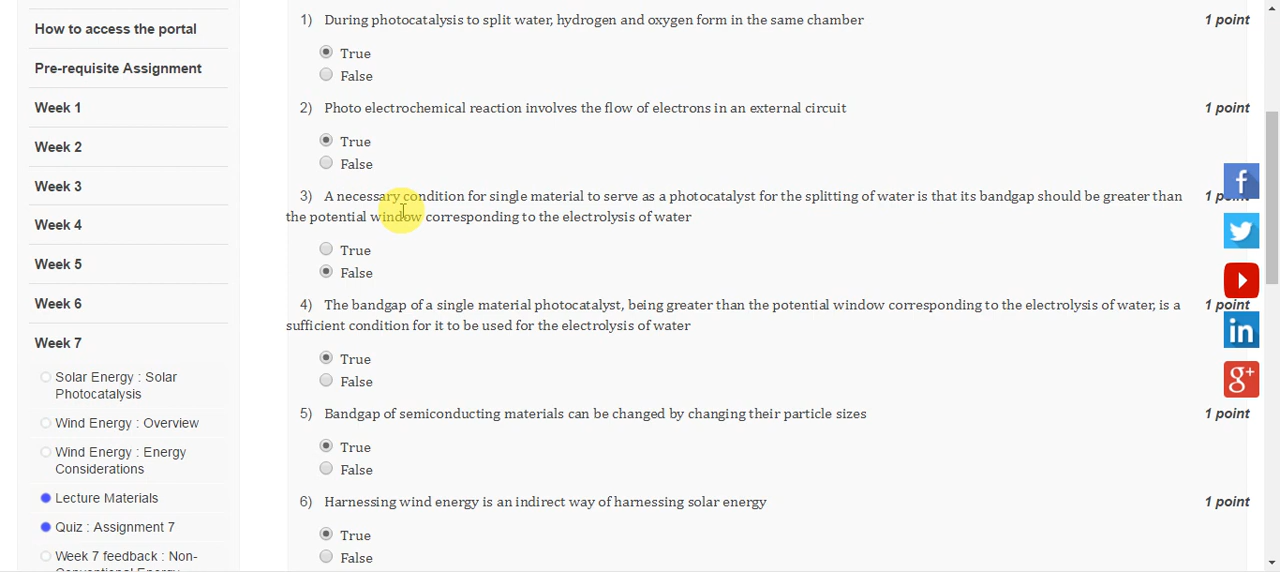 How to access the portal
Pre-requisite Assignment
Week 1
Week 2
Week 3
Week 4
Week 5
Week 6
Week 7
Solar Energy : Solar
Photocatalysis
Wind Energy : Overview
Wind Energy : Energy
Considerations
Lecture Materials
Quiz : Assignment 7
Week 7 feedback : Non-
1) During photocatalysis to split water, hydrogen and oxygen form in the same chamber 1 point
True
False
2) Photo electrochemical reaction involves the flow of electrons in an external circuit 1 point
True
False
3) A necessary condition for single material to serve as a photocatalyst for the splitting of water is that its bandgap should be greater than
the potential window corresponding to the electrolysis of water
True
False
4) The bandgap of a single material photocatalyst, being greater than the potential window corresponding to the electrolysis of water, is a 1 point
sufficient condition for it to be used for the electrolysis of water
True
False
5) Bandgap of semiconducting materials can be changed by changing their particle sizes 1 point
True
False
6) Harnessing wind energy is an indirect way of harnessing solar energy 1 point
True
False
f
in
g+